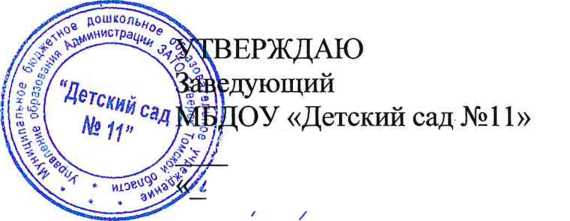 УТВЕРЖДАЮ
Заведующий
МБДОУ «Детский сад №11»
«
Муниципальное бюджетное дошкольное образовательное учреждение
Управление образования Администрации ЗАТО Северск Томской области
"Детский сад
№ 11"